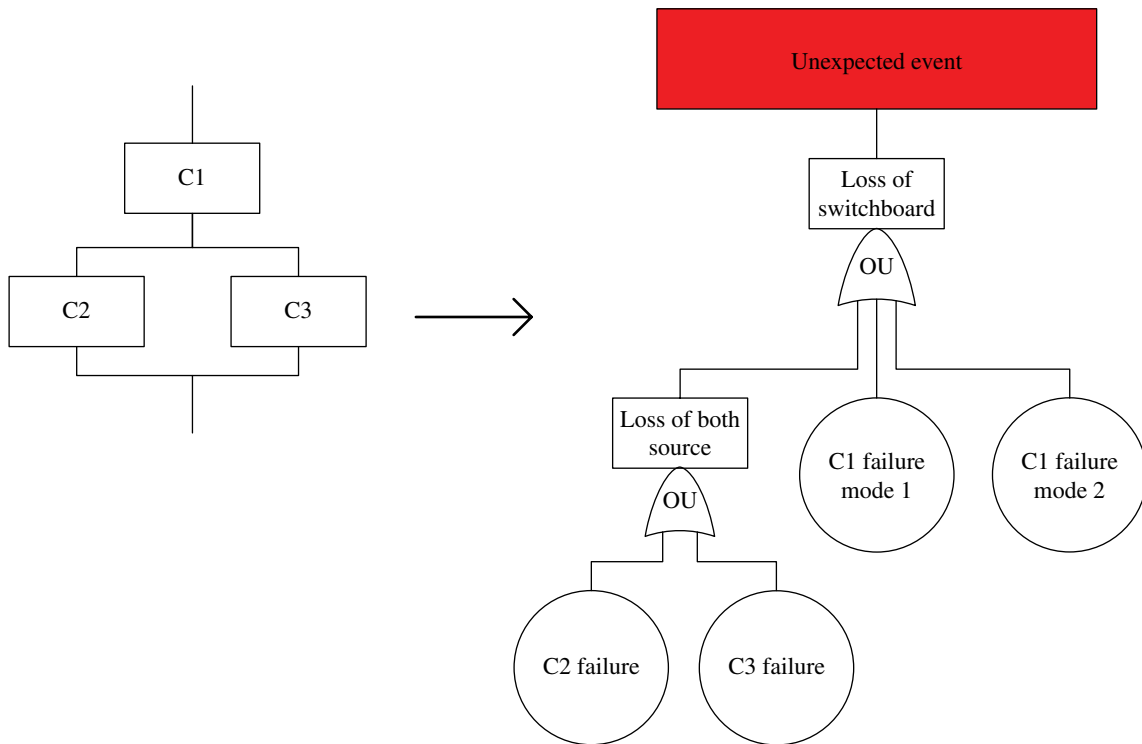 C1
C2
C3
Unexpected event
Loss of
switchboard
OU
Loss of both
source
OU
C1 failure
mode 1
C1 failure
mode 2
C2 failure
C3 failure